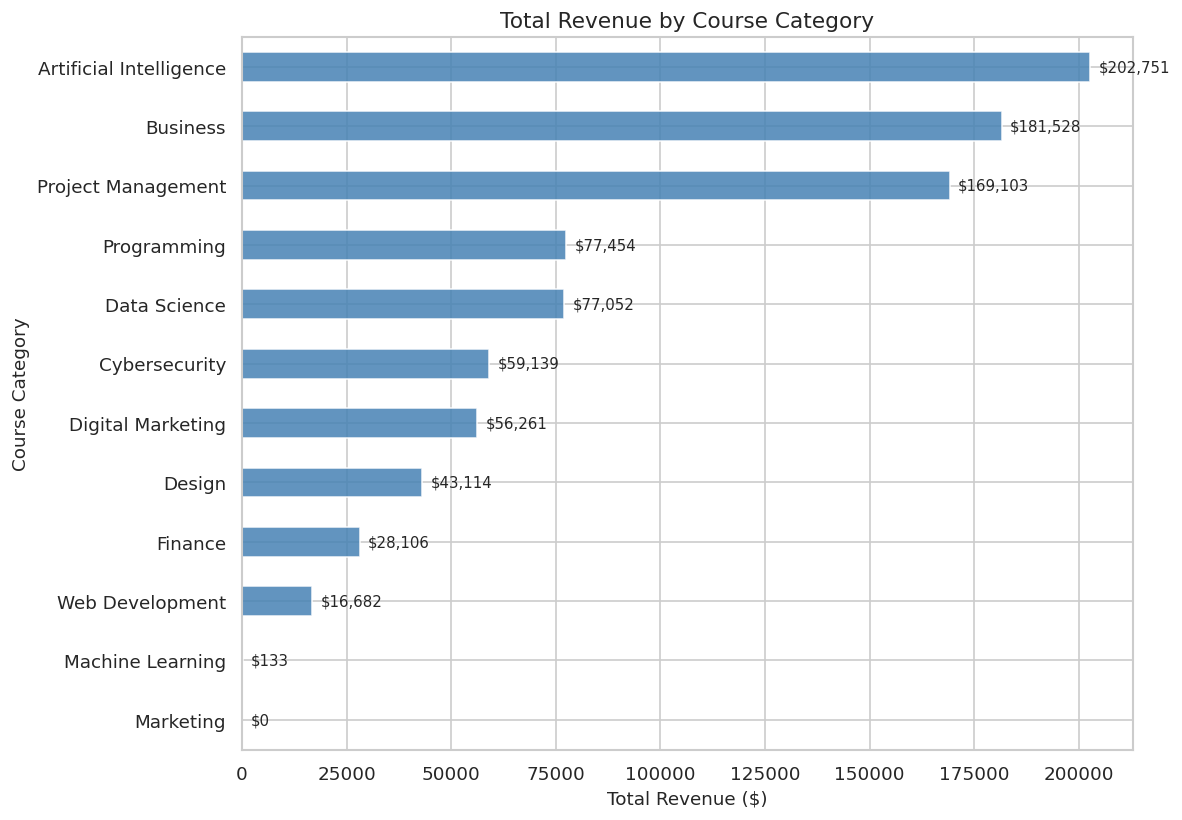 Total Revenue by Course Category
Artificial Intelligence $202,751
Business $181,528
Project Management $169,103
Programming $77,454
Data Science $77,052
Cybersecurity $59,139
Digital Marketing $56,261
Design $43,114
Finance $28,106
Web Development $16,682
Machine Learning $133
Marketing $0
Course Category
0 25000 50000 75000 100000 125000 150000 175000 200000
Total Revenue ($)